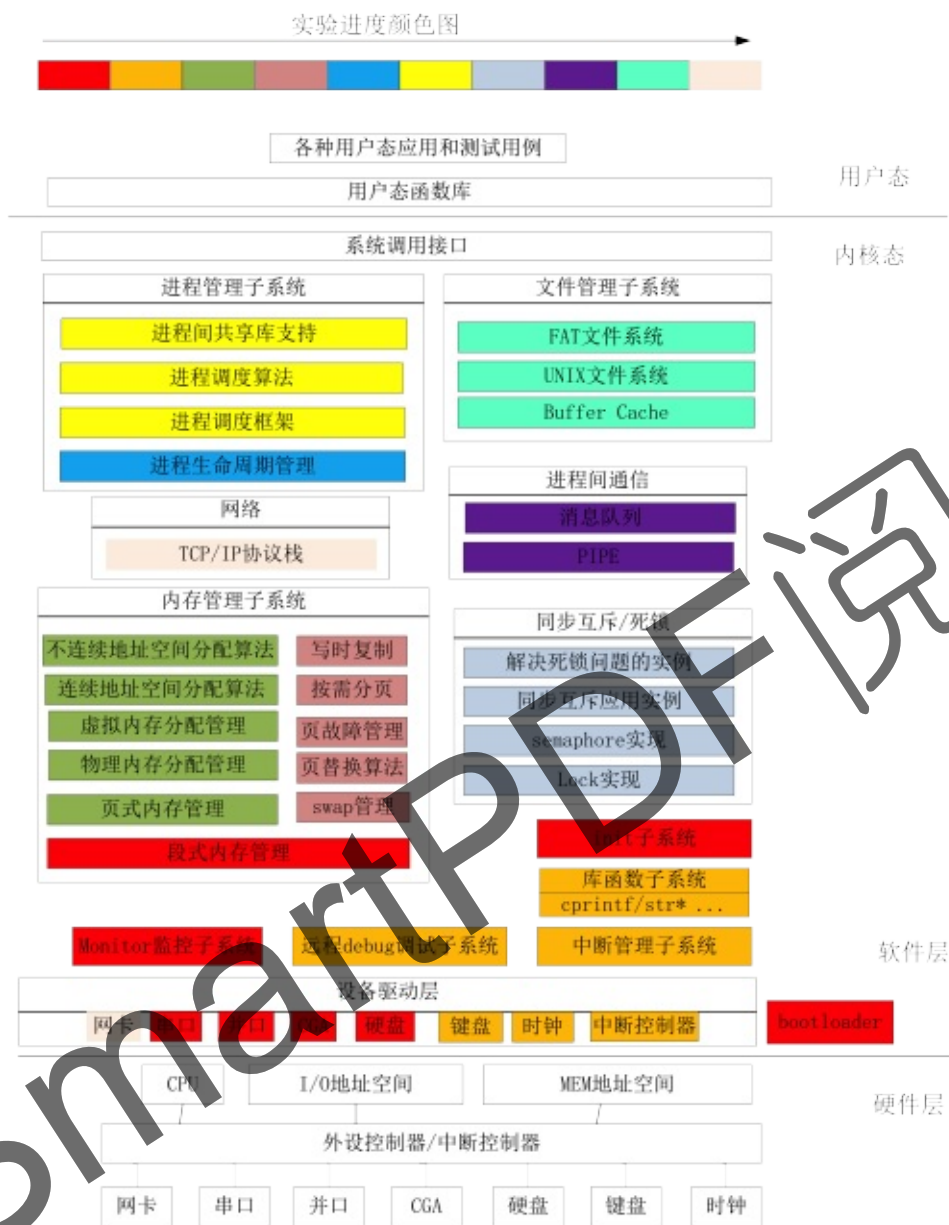 实验进度颜色图
各种用户态应用和测试用例
用户态函数库
用户态
系统调用接口
内核态
进程管理子系统
进程间共享库支持
进程调度算法
进程调度框架
进程生命周期管理
文件管理子系统
FAT文件系统
UNIX文件系统
Buffer Cache
网络
TCP/IP协议栈
进程间通信
消息队列
PIPE
内存管理子系统
不连续地址空间分配算法
连续地址空间分配算法
虚拟内存分配管理
物理内存分配管理
页式内存管理
写时复制
按需分页
页故障管理
页替换算法
swap管理
段式内存管理
同步互斥/死锁
解决死锁问题的实例
同步互斥应用实例
semaphore实现
Lock实现
Init子系统
库函数子系统
cprintf/str* ...
Monitor监控子系统
远程debug调试子系统
中断管理子系统
软件层
设备驱动层
网卡
串口
并口
CGA
硬盘
键盘
时钟
中断控制器
bootloader
CPU
I/O地址空间
MEM地址空间
硬件层
外设控制器/中断控制器
网卡
串口
并口
CGA
硬盘
键盘
时钟
SmartPDF阅